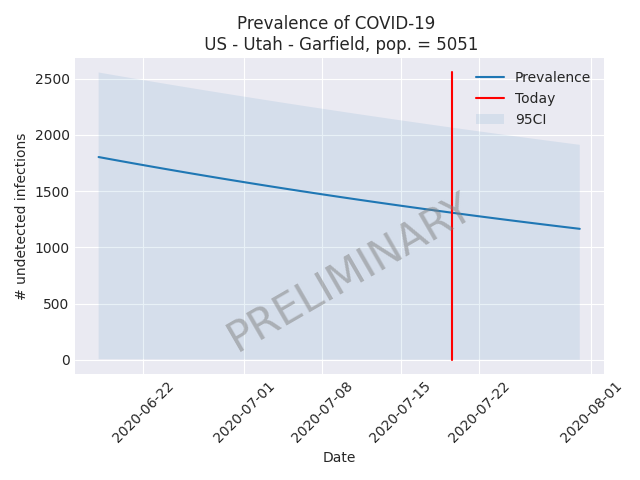 Prevalence of COVID-19
US - Utah - Garfield, pop. = 5051
Prevalence
Today
95CI
# undetected infections
2500
2000
1500
1000
500
0
PRELIMINARY
2020-06-22
2020-07-01
2020-07-08
2020-07-15
2020-07-22
2020-08-01
Date